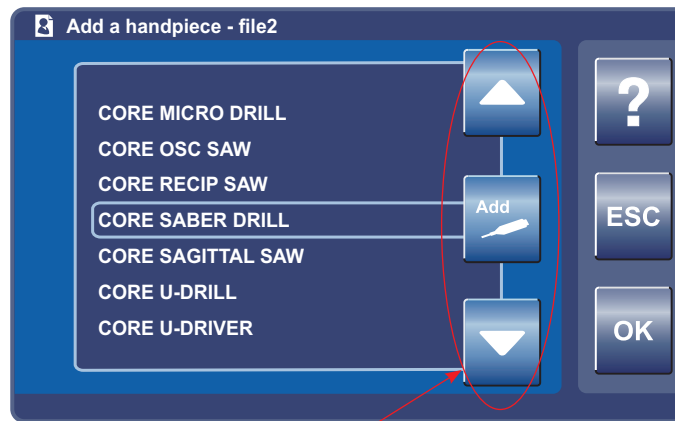 Add a handpiece - file2
CORE MICRO DRILL
CORE OSC SAW
CORE RECIP SAW
CORE SABER DRILL
CORE SAGITTAL SAW
CORE U-DRILL
CORE U-DRIVER
Add
?
ESC
OK